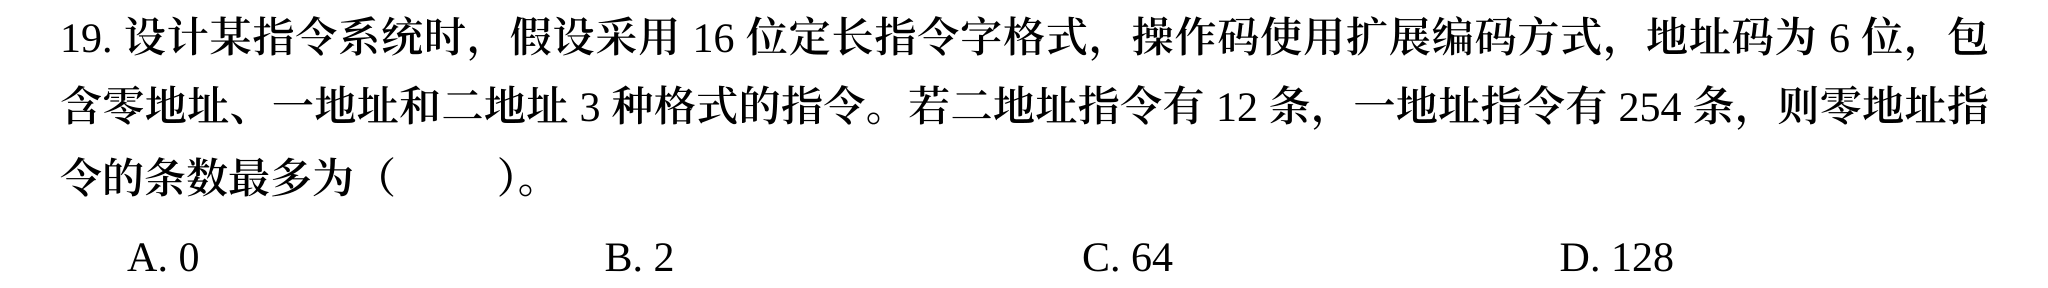 19. 设计某指令系统时，假设采用 16 位定长指令字格式，操作码使用扩展编码方式，地址码为 6 位，包
含零地址、一地址和二地址 3 种格式的指令。若二地址指令有 12 条，一地址指令有 254 条，则零地址指
令的条数最多为（　　）。
A. 0　B. 2　C. 64　D. 128